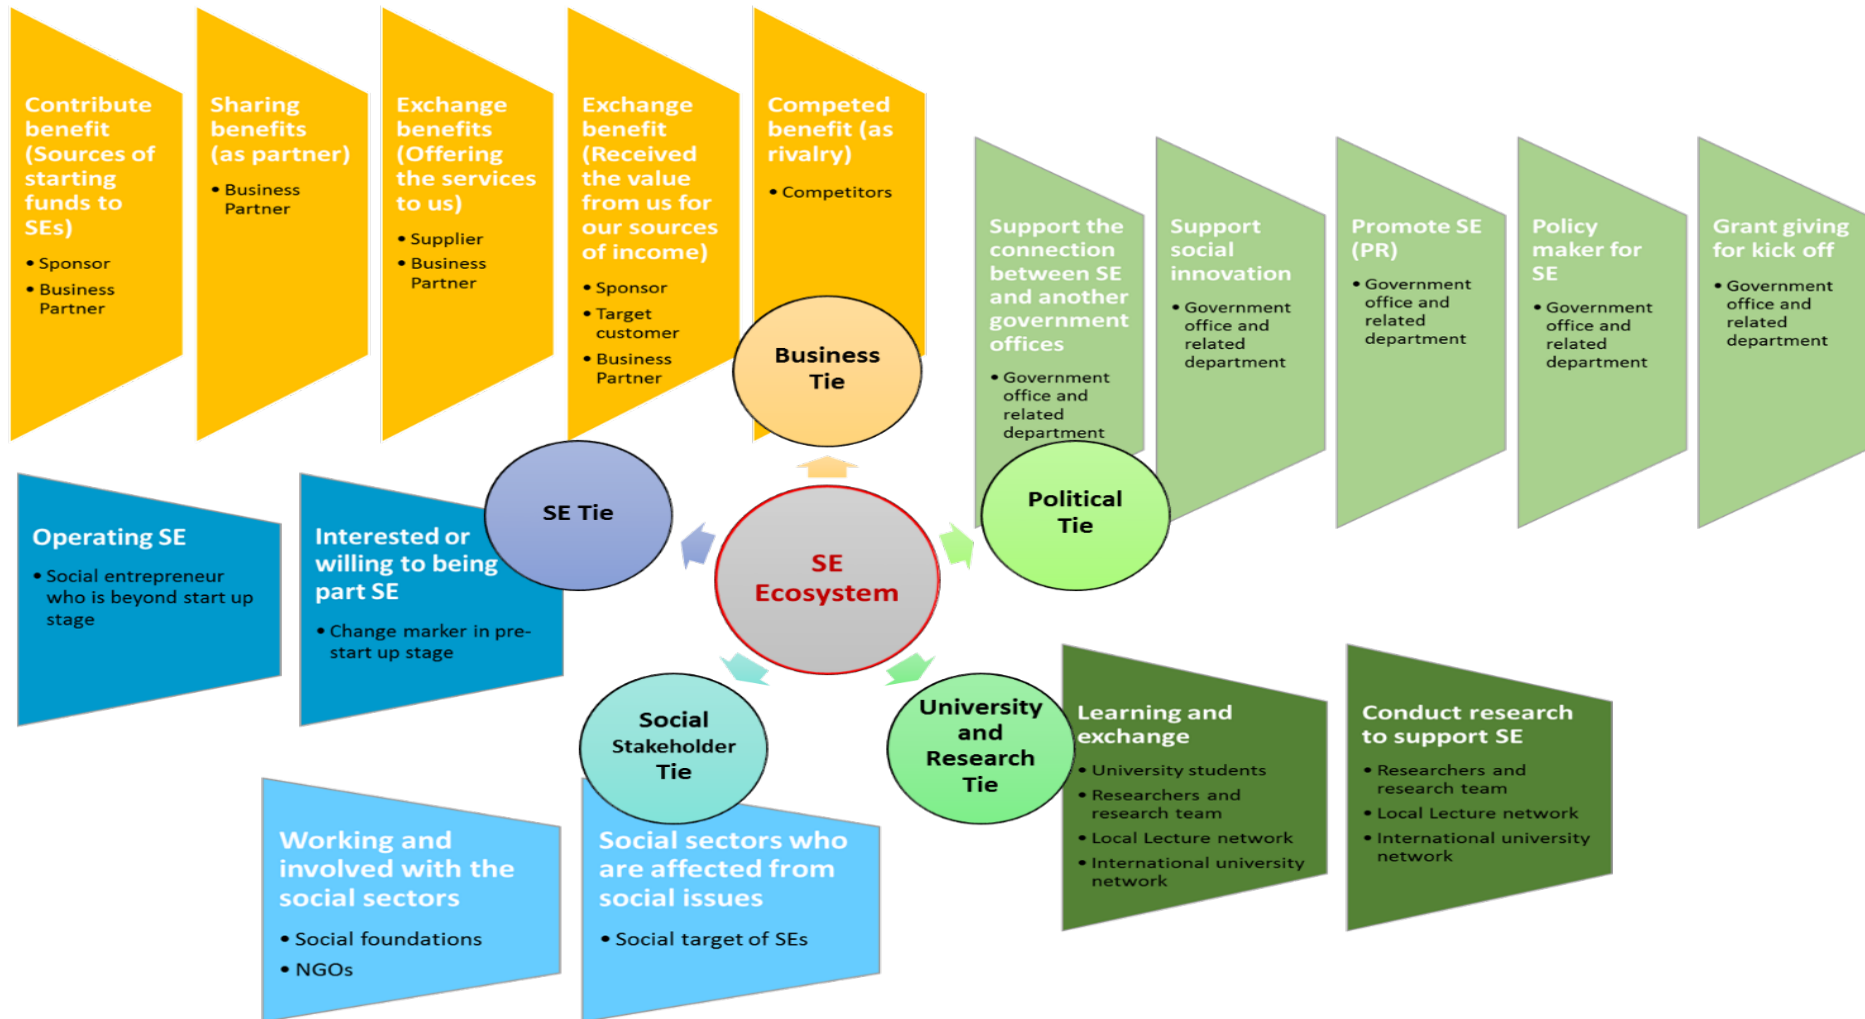 Contribute
benefit
(Sources of
starting
funds to
SEs)
• Sponsor
• Business
Partner
Sharing
benefits
(as partner)
• Business
Partner
Exchange
benefits
(Offering
the services
to us)
• Supplier
• Business
Partner
Exchange
benefit
(Received
the value
from us for
our sources
of income)
• Sponsor
• Target
customer
• Business
Partner
Competed
benefit (as
rivalry)
• Competitors
Business
Tie
Support the
connection
between SE
and another
government
offices
• Government
office and
related
department
Support
social
innovation
• Government
office and
related
department
Promote SE
(PR)
• Government
office and
related
department
Policy
maker for
SE
• Government
office and
related
department
Grant giving
for kick off
• Government
office and
related
department
Political
Tie
Operating SE
• Social entrepreneur
who is beyond start up
stage
Interested or
willing to being
part SE
• Change marker in pre-
start up stage
SE Tie
SE
Ecosystem
Social
Stakeholder
Tie
University
and
Research
Tie
Learning and
exchange
• University students
• Researchers and
research team
• Local Lecture network
• International university
network
Conduct research
to support SE
• Researchers and
research team
• Local Lecture network
• International university
network
Working and
involved with the
social sectors
• Social foundations
• NGOs
Social sectors who
are affected from
social issues
• Social target of SEs